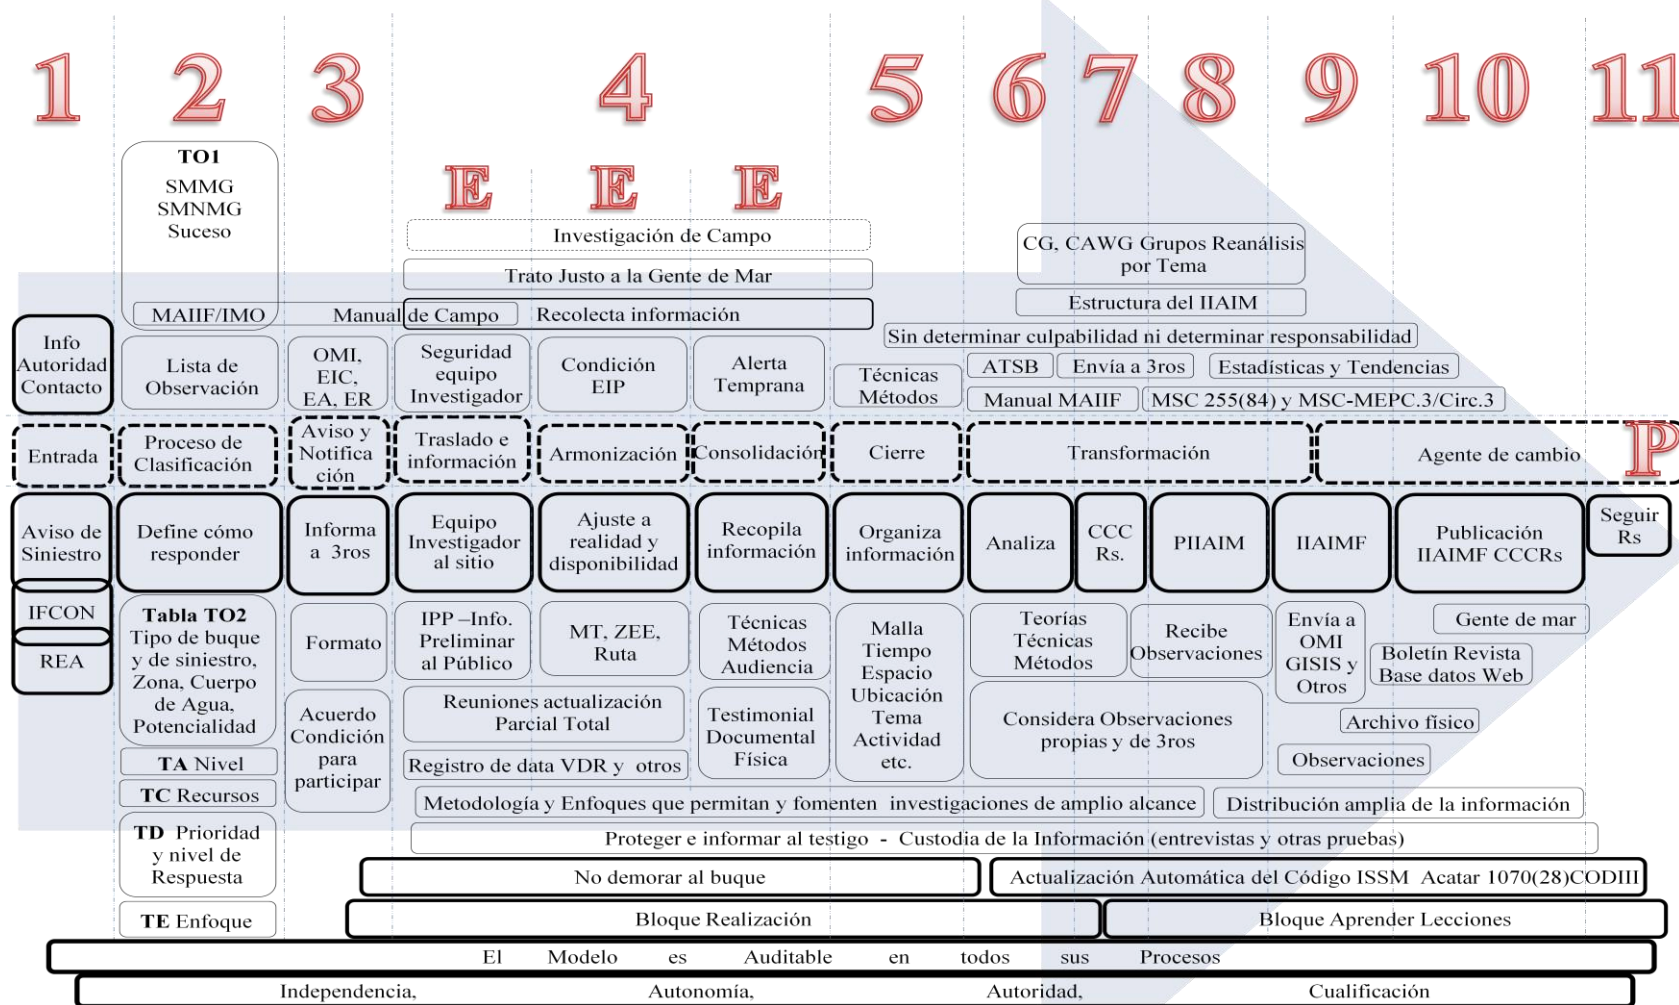 1 2 3 4 5 6 7 8 9 10 11
E E E
TO1
SMMG
SMNMG
Suceso
Investigación de Campo
Trato Justo a la Gente de Mar
MAIIF/IMO Manual de Campo
Recolecta información
CG, CAWG Grupos Reanálisis
por Tema
Estructura del IIAIM
Sin determinar culpabilidad ni determinar responsabilidad
Info
Autoridad
Contacto
Lista de
Observación
OMI,
EIC,
EA, ER
Seguridad
equipo
Investigador
Condición
EIP
Alerta
Temprana
Técnicas
Métodos
ATSB
Envía a 3ros
Estadísticas y Tendencias
Manual MAIIF
MSC 255(84) y MSC-MEPC.3/Circ.3
Entrada
Proceso de
Clasificación
Aviso y
Notifica
ción
Traslado e
información
Armonización
Consolidación
Cierre
Transformación
Agente de cambio
P
Aviso de
Siniestro
Define cómo
responder
Informa
a 3ros
Equipo
Investigador
al sitio
Ajuste a
realidad y
disponibilidad
Recopila
información
Organiza
información
Analiza
CCC
Rs.
PIIAIM
IIAIMF
Publicación
IIAIMF CCCRs
Seguir
Rs
IFCON
REA
Tabla TO2
Tipo de buque
y de siniestro,
Zona, Cuerpo
de Agua,
Potencialidad
TA Nivel
TC Recursos
TD Prioridad
y nivel de
Respuesta
TE Enfoque
Formato
Acuerdo
Condición
para
participar
IPP –Info.
Preliminar
al Público
MT, ZEE,
Ruta
Reuniones actualización
Parcial Total
Registro de data VDR y otros
Técnicas
Métodos
Audiencia
Testimonial
Documental
Física
Malla
Tiempo
Espacio
Ubicación
Tema
Actividad
etc.
Teorías
Técnicas
Métodos
Recibe
Observaciones
Considera Observaciones
propias y de 3ros
Envía a
OMI
GISIS y
Otros
Gente de mar
Boletín Revista
Base datos Web
Archivo físico
Observaciones
Metodología y Enfoques que permitan y fomenten investigaciones de amplio alcance
Distribución amplia de la información
Proteger e informar al testigo - Custodia de la Información (entrevistas y otras pruebas)
No demorar al buque
Actualización Automática del Código ISSM Acatar 1070(28)CODIII
Bloque Realización
Bloque Aprender Lecciones
El Modelo es Auditable en todos sus Procesos
Independencia, Autonomía, Autoridad, Cualificación